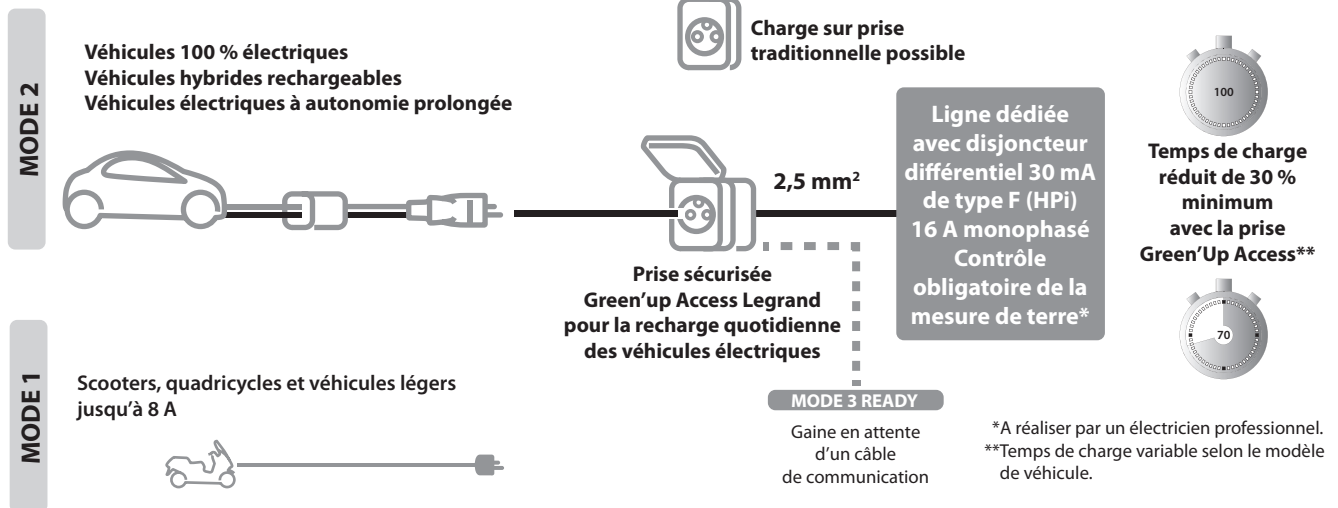 MODE 2
Véhicules 100 % électriques
Véhicules hybrides rechargeables
Véhicules électriques à autonomie prolongée
Charge sur prise
traditionnelle possible
2,5 mm²
Prise sécurisée
Green’up Access Legrand
pour la recharge quotidienne
des véhicules électriques
Ligne dédiée
avec disjoncteur
différentiel 30 mA
de type F (HPi)
16 A monophasé
Contrôle
obligatoire de la
mesure de terre*
100
Temps de charge
réduit de 30 %
minimum
avec la prise
Green’Up Access**
70
MODE 1
Scooters, quadricycles et véhicules légers
jusqu’à 8 A
MODE 3 READY
Gaine en attente
d’un câble
de communication
*A réaliser par un électricien professionnel.
**Temps de charge variable selon le modèle
de véhicule.